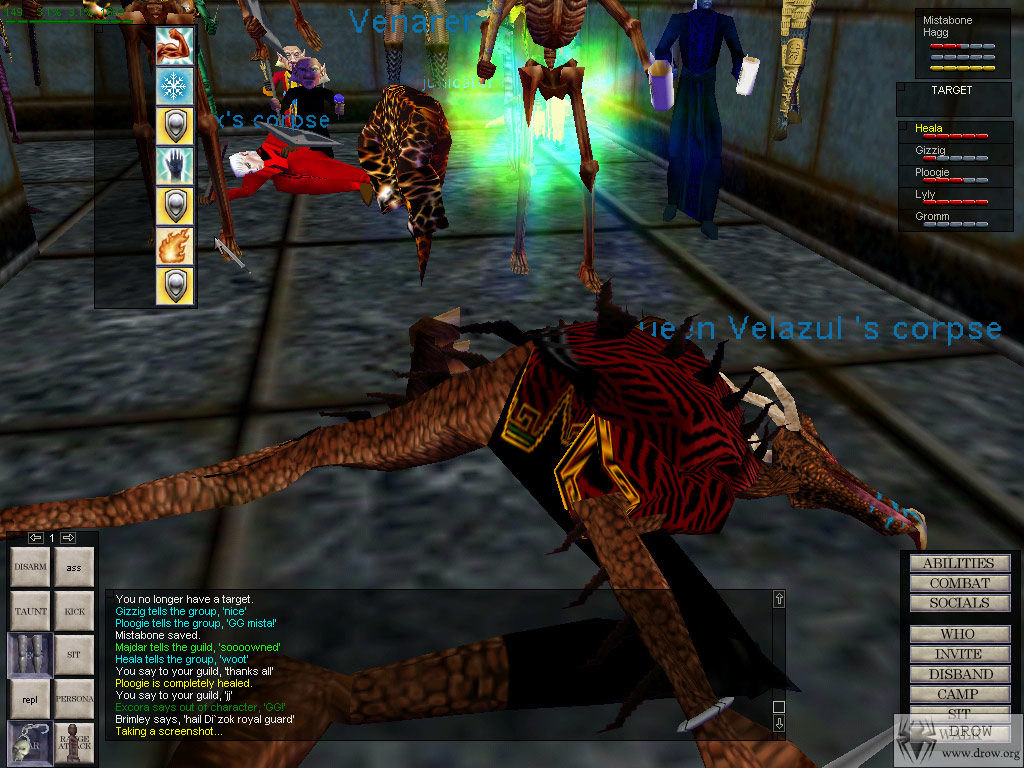 Venarer
Mistabone
Hagg
TARGET
x's corpse
Heala
Gizzig
Ploogie
Lyly
Gromm
Velazul 's corpse
1
DISARM
ass
TAUNT
KICK
SIT
repl
PERSONA
RANGE
ATTACK
You no longer have a target.
Gizzig tells the group, 'nice'
Ploogie tells the group, 'GG mista!'
Mistabone saved.
Majdar tells the guild, 'soooowned'
Heala tells the group, 'woot'
You say to your guild, 'thanks all'
Ploogie is completely healed.
You say to your guild, 'jj'
Excora says out of character, 'GG!'
Brimley says, 'hail Di`zok royal guard'
Taking a screenshot...
ABILITIES
COMBAT
SOCIALS
WHO
INVITE
DISBAND
CAMP
SIT
WALK
DROW
www.drow.org